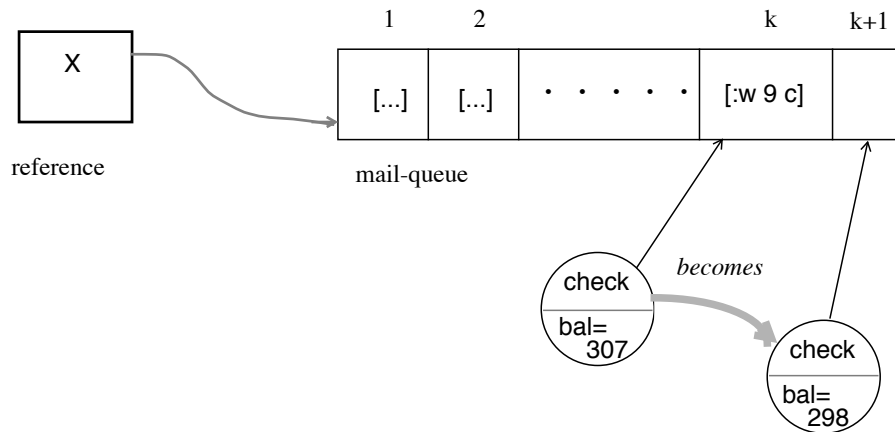 1 2 k k+1
X
[...] [...] . . . . . [:w 9 c]
reference
mail-queue
becomes
check
bal=
307
check
bal=
298